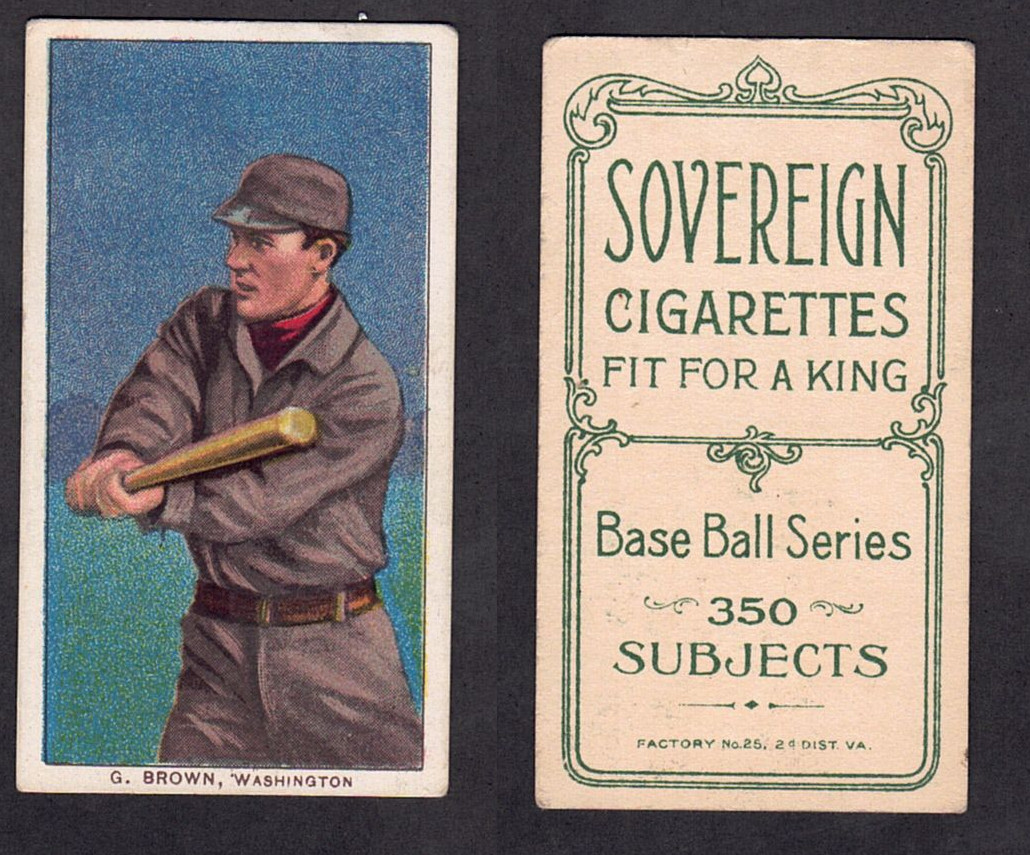 G. BROWN, WASHINGTON
SOVEREIGN
CIGARETTES
FIT FOR A KING
Base Ball Series
350
SUBJECTS
FACTORY No. 25, 2d DIST. VA.